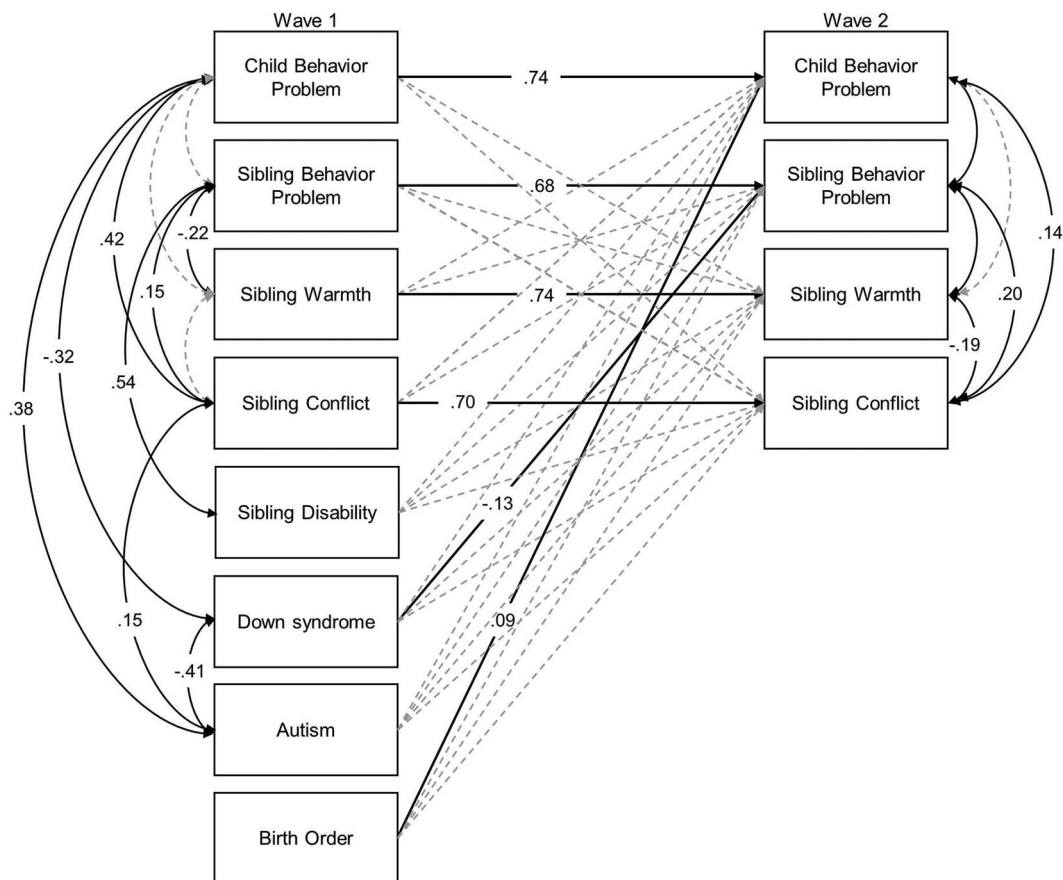 Wave 1
Wave 2
Child Behavior
Problem
.74
Child Behavior
Problem
Sibling Behavior
Problem
.68
Sibling Behavior
Problem
.42
-.22
.14
.15
Sibling Warmth
.74
Sibling Warmth
.20
-.32
-.19
.54
.38
Sibling Conflict
.70
Sibling Conflict
Sibling Disability
-.13
.15
Down syndrome
.09
-.41
Autism
Birth Order